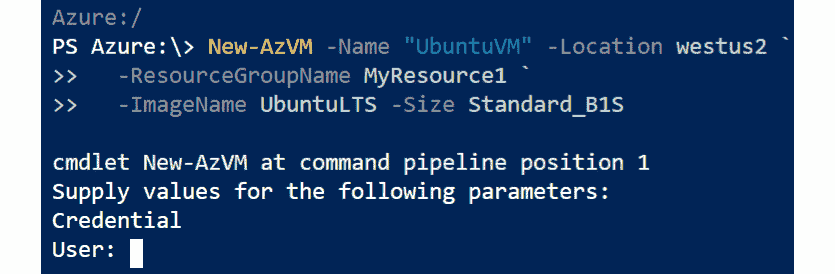 Azure:/
PS Azure:\> New-AzVM -Name "UbuntuVM" -Location westus2 `
>>   -ResourceGroupName MyResource1 `
>>   -ImageName UbuntuLTS -Size Standard_B1S
cmdlet New-AzVM at command pipeline position 1
Supply values for the following parameters:
Credential
User: